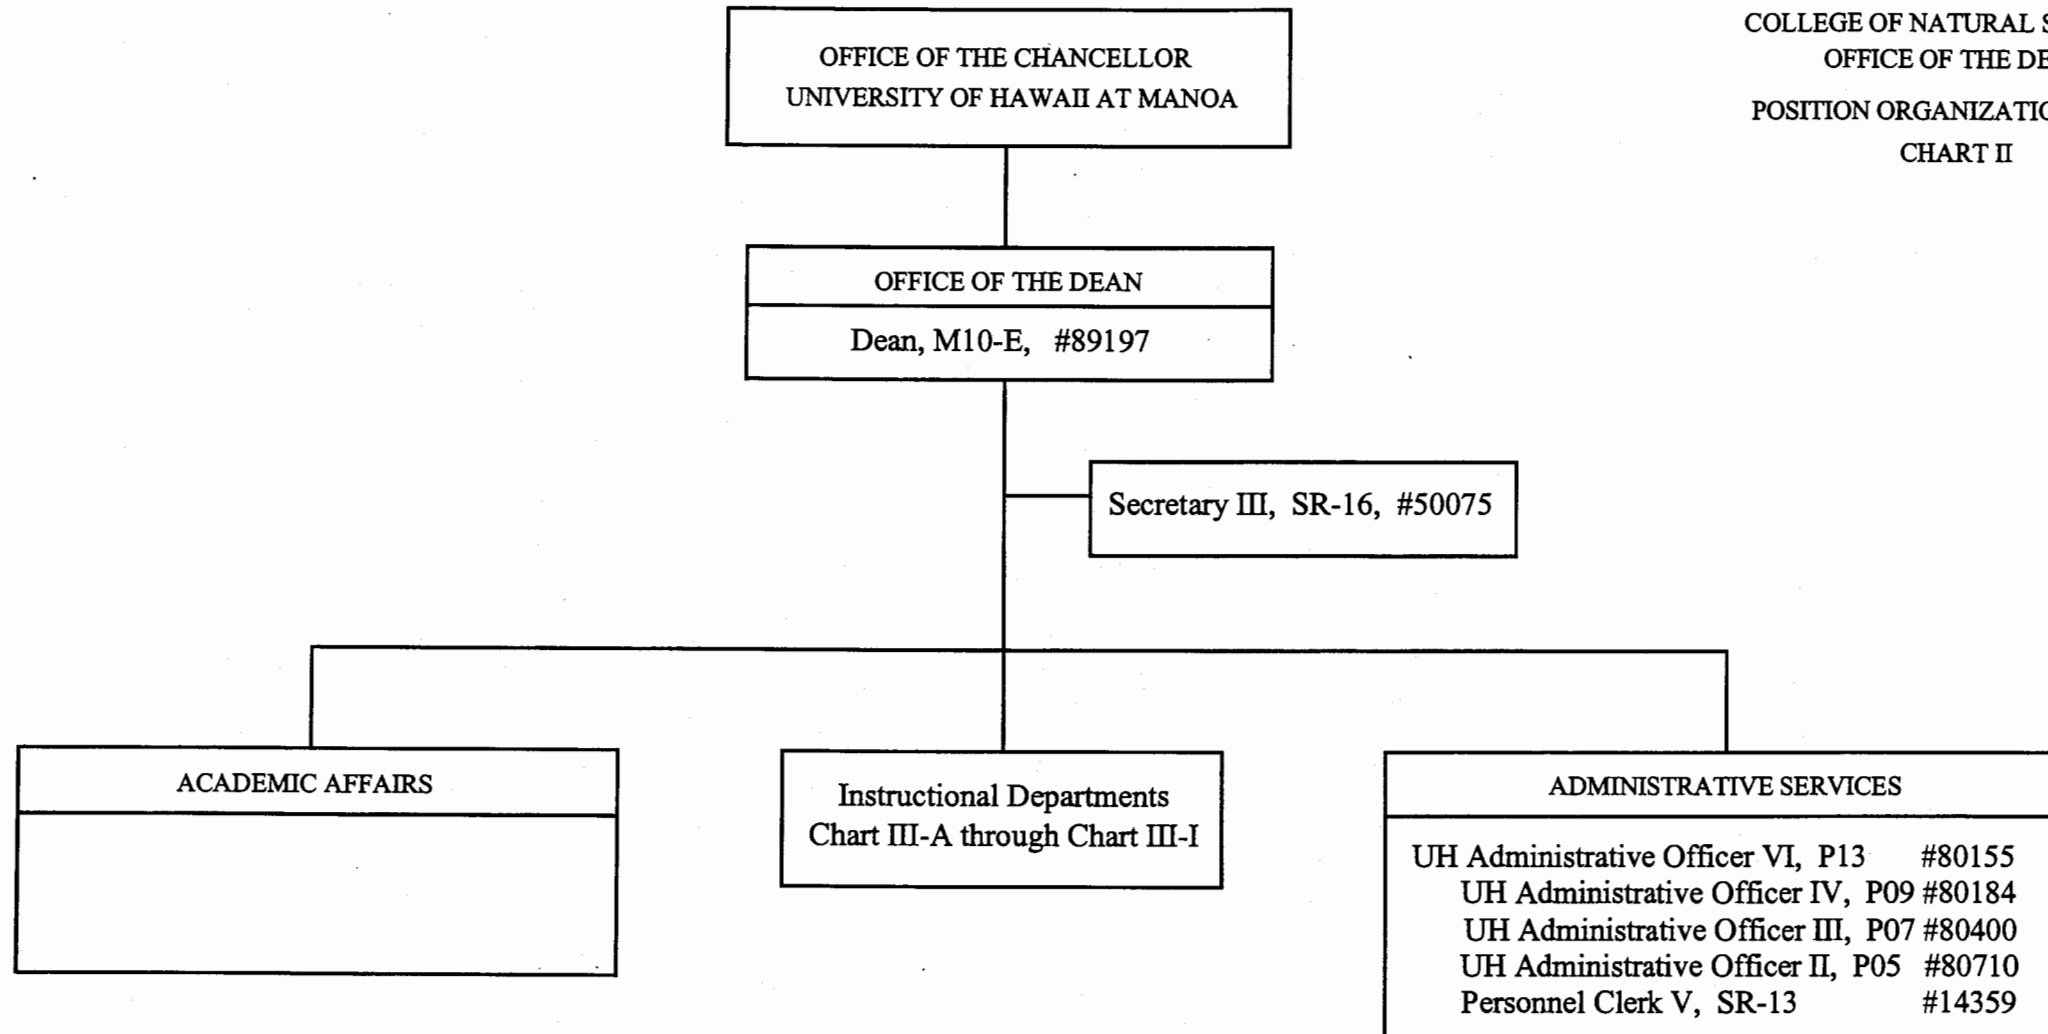 OFFICE OF THE CHANCELLOR
UNIVERSITY OF HAWAII AT MANOA
COLLEGE OF NATURAL
OFFICE OF THE
POSITION
CHART II
OFFICE OF THE DEAN
Dean, M10-E, #89197
Secretary III, SR-16, #50075
ACADEMIC AFFAIRS
Instructional Departments
Chart III-A through Chart III-I
ADMINISTRATIVE SERVICES
UH Administrative Officer VI, P13 #80155
UH Administrative Officer IV, P09 #80184
UH Administrative Officer III, P07 #80400
UH Administrative Officer II, P05 #80710
Personnel Clerk V, SR-13 #14359